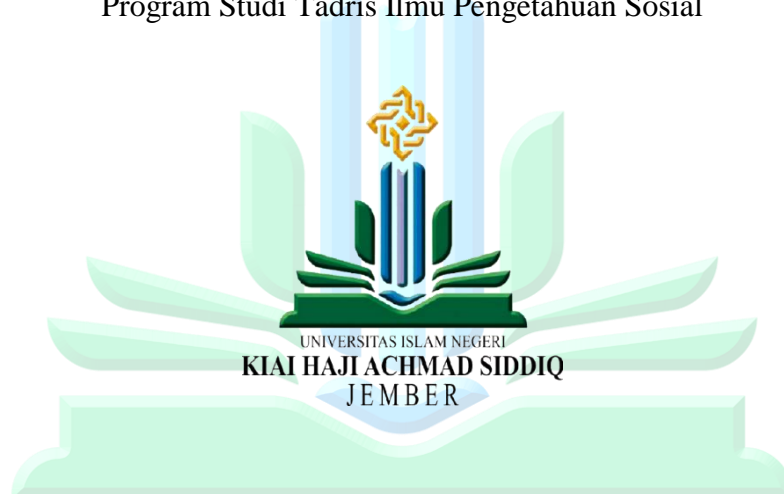 Program Studi Tadris Ilmu Pengetahuan Sosial
UNIVERSITAS ISLAM NEGERI
KIAI HAJI ACHMAD SIDDIQ
JEMBER